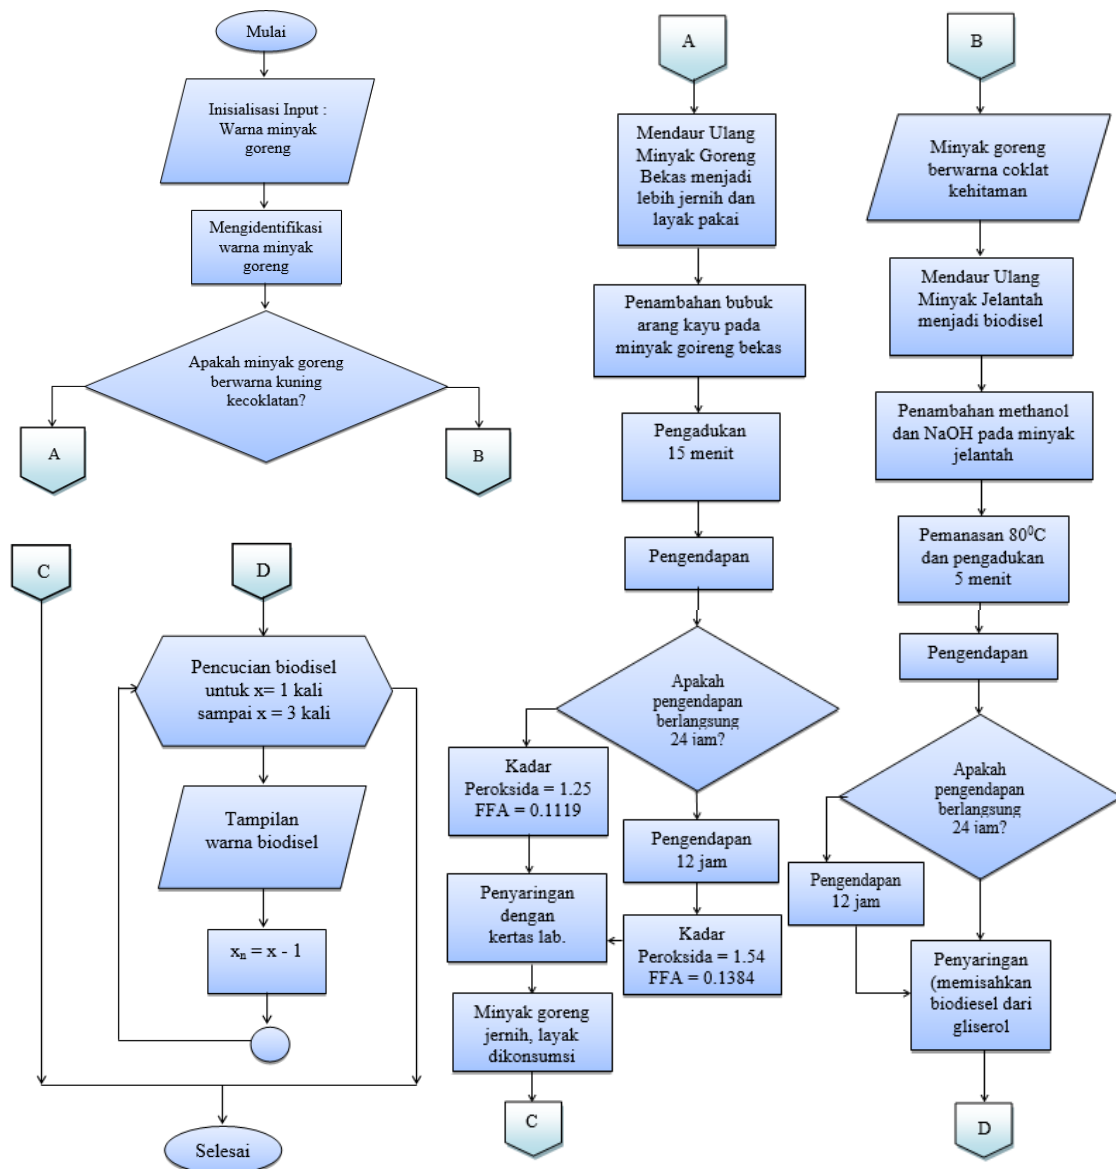 Mulai
Inisialisasi Input :
Warna minyak
goreng
Mengidentifikasi
warna minyak
goreng
Apakah minyak goreng
berwarna kuning
kecoklatan?
A
B
C
D
Pencucian biodisel
untuk x= 1 kali
sampai x = 3 kali
Tampilan
warna biodisel
xₙ = x - 1
Selesai
A
Mendaur Ulang
Minyak Goreng
Bekas menjadi
lebih jernih dan
layak pakai
Penambahan bubuk
arang kayu pada
minyak goireng bekas
Pengadukan
15 menit
Pengendapan
Apakah
pengendapan
berlangsung
24 jam?
Kadar
Peroksida = 1.25
FFA = 0.1119
Pengendapan
12 jam
Penyaringan
dengan
kertas lab.
Kadar
Peroksida = 1.54
FFA = 0.1384
Minyak goreng
jernih, layak
dikonsumsi
C
B
Minyak goreng
berwarna coklat
kehitaman
Mendaur Ulang
Minyak Jelantah
menjadi biodisel
Penambahan methanol
dan NaOH pada minyak
jelantah
Pemanasan 80⁰C
dan pengadukan
5 menit
Pengendapan
Apakah
pengendapan
berlangsung
24 jam?
Pengendapan
12 jam
Penyaringan
(memisahkan
biodiesel dari
gliserol
D